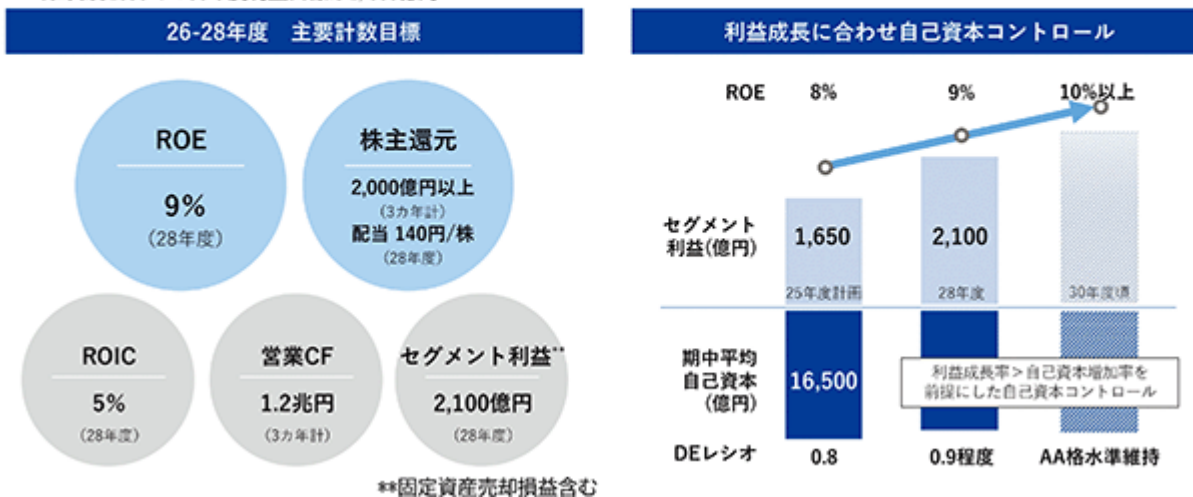 26-28年度 主要計数目標
ROE
9%
(28年度)
株主還元
2,000億円以上
(3カ年計)
配当 140円/株
(28年度)
ROIC
5%
(28年度)
営業CF
1.2兆円
(3カ年計)
セグメント利益**
2,100億円
(28年度)
**固定資産売却損益含む
利益成長に合わせ自己資本コントロール
ROE 8% 9% 10%以上
セグメント
利益(億円)
1,650 2,100
25年度計画 28年度 30年度頃
期中平均
自己資本
(億円)
16,500
利益成長率>自己資本増加率を
前提にした自己資本コントロール
DEレシオ 0.8 0.9程度 AA格水準維持